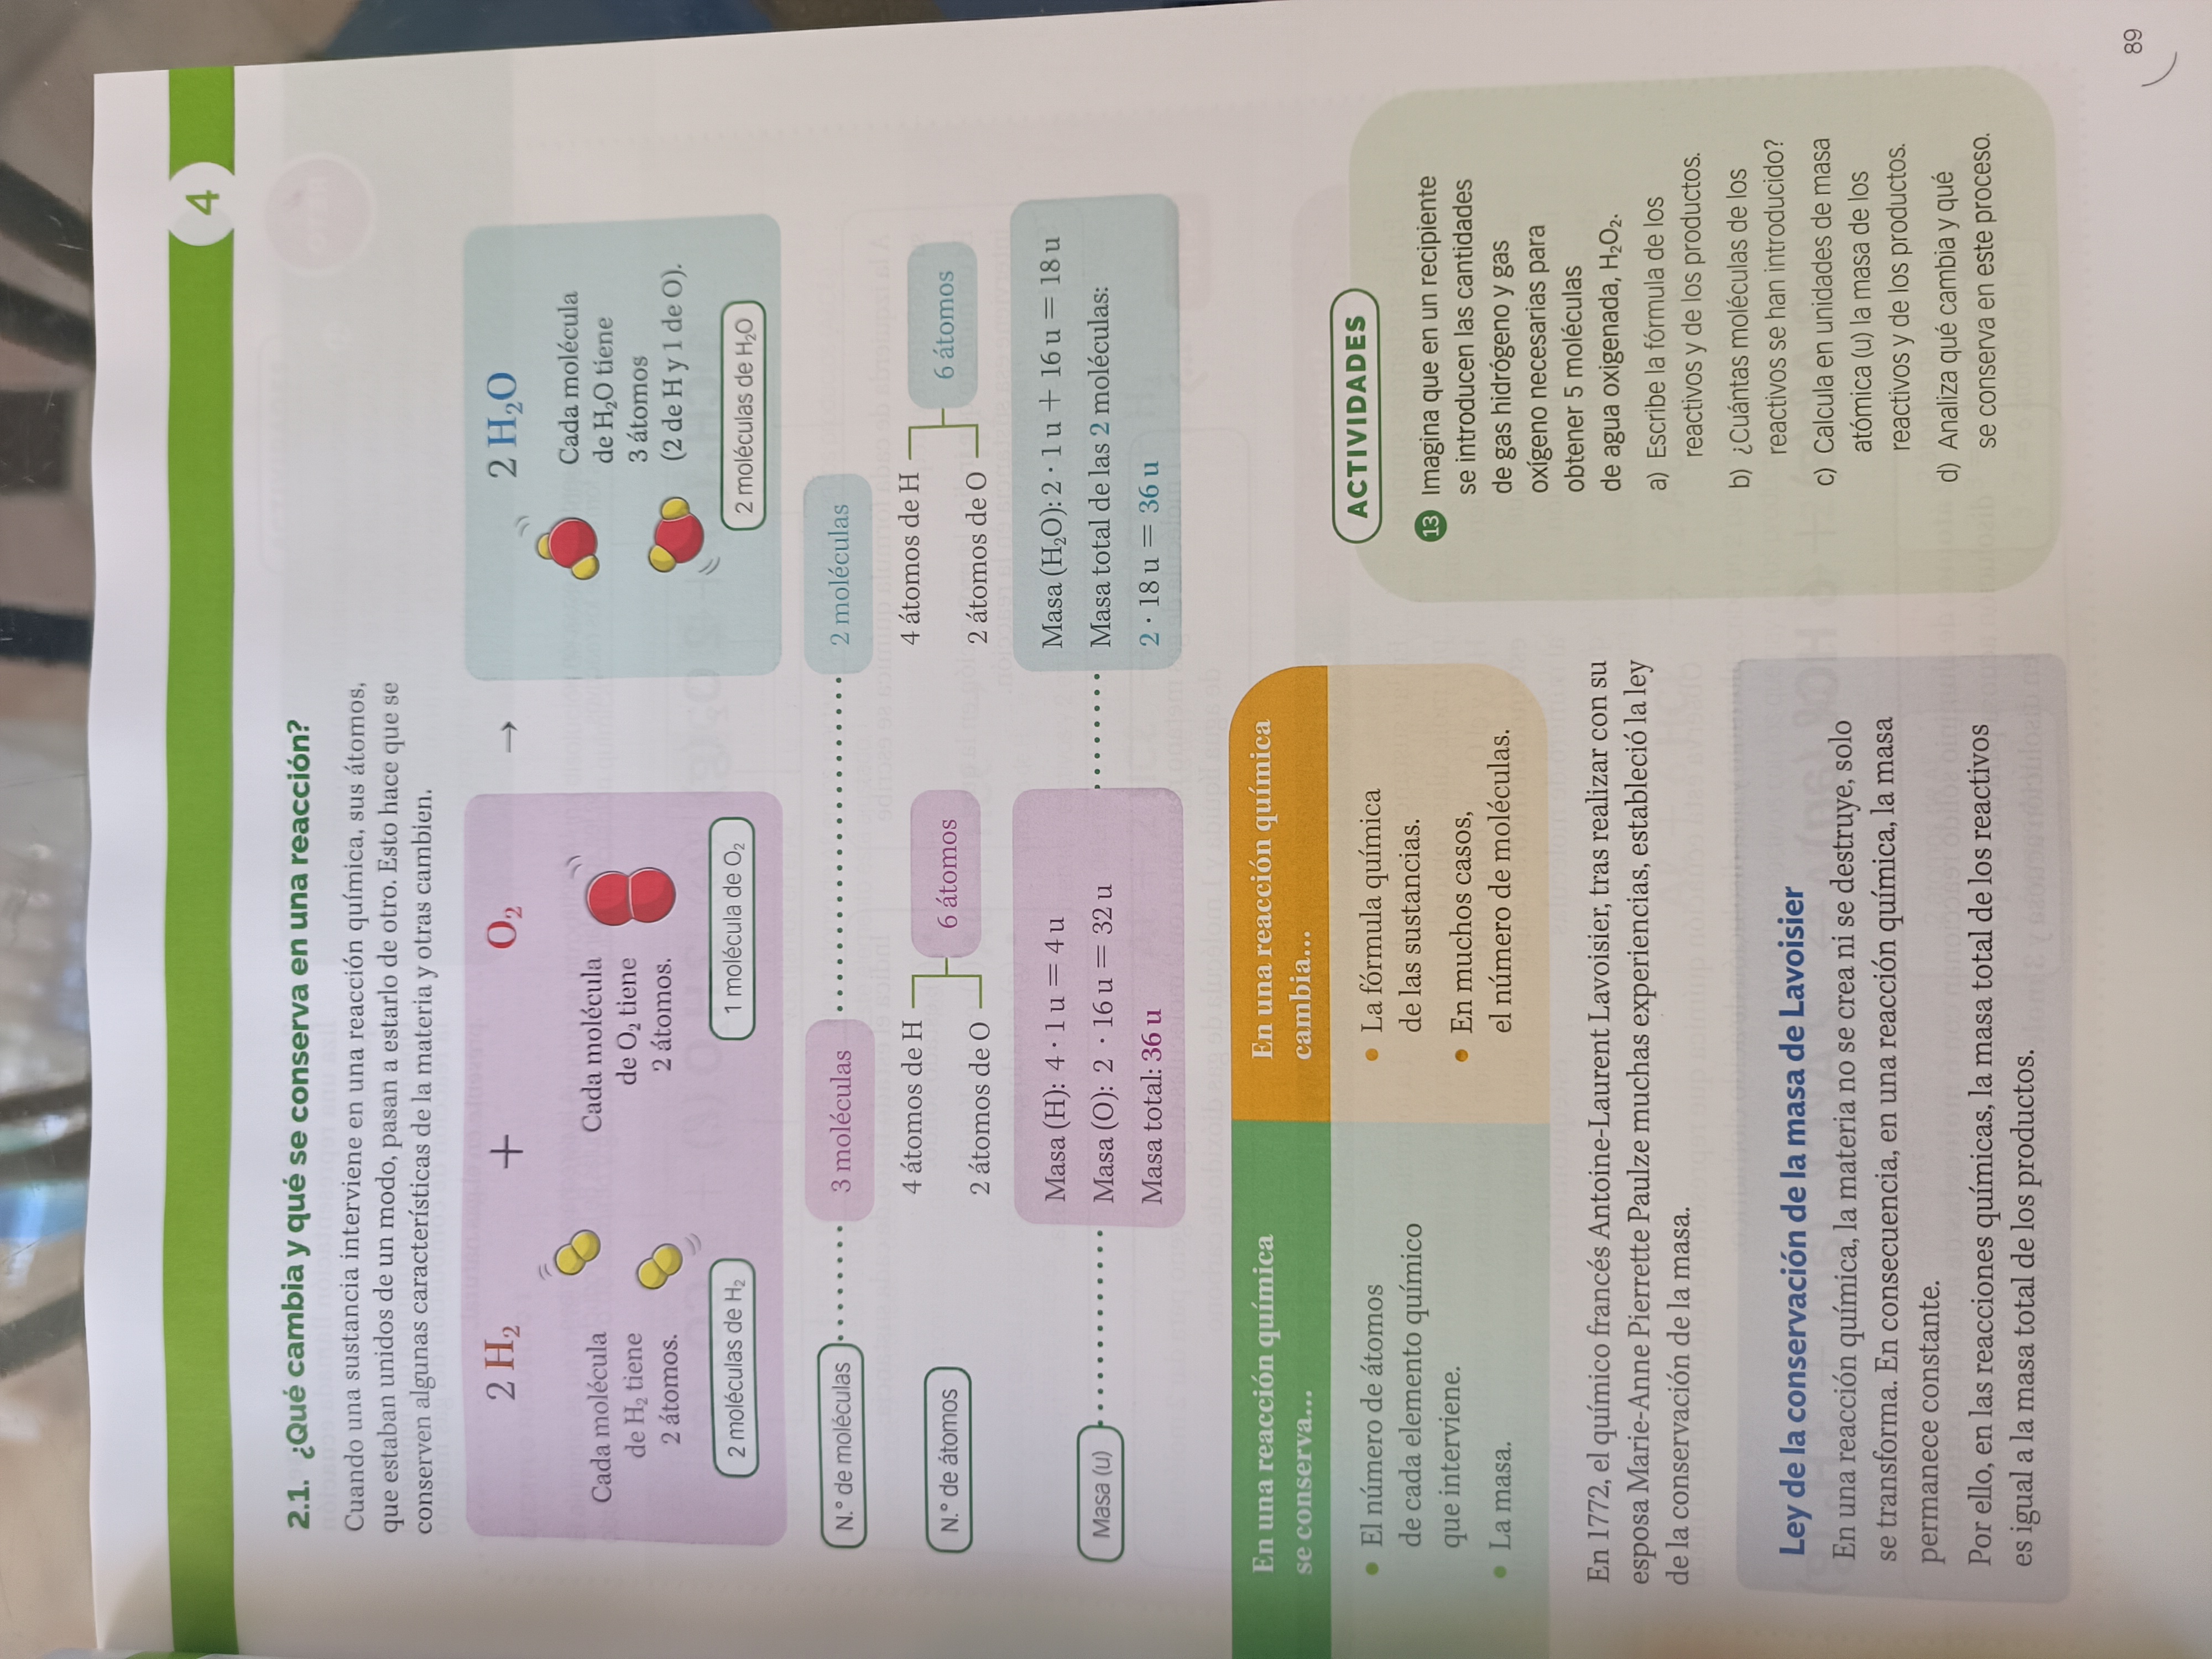 4
2.1. ¿Qué cambia y qué se conserva en una reacción?
Cuando una sustancia interviene en una reacción química, sus átomos,
que estaban unidos de un modo, pasan a estarlo de otro. Esto hace que se
conserven algunas características de la materia y otras cambien.
2 H₂ + O₂ → 2 H₂O
Cada molécula
de H₂ tiene
2 átomos.
2 moléculas de H₂
Cada molécula
de O₂ tiene
2 átomos.
1 molécula de O₂
Cada molécula
de H₂O tiene
3 átomos
(2 de H y 1 de O).
2 moléculas de H₂O
N.º de moléculas
3 moléculas
2 moléculas
N.º de átomos
4 átomos de H
2 átomos de O
6 átomos
4 átomos de H
2 átomos de O
6 átomos
Masa (u)
Masa (H): 4 · 1 u = 4 u
Masa (O): 2 · 16 u = 32 u
Masa total: 36 u
Masa (H₂O): 2 · 1 u + 16 u = 18 u
Masa total de las 2 moléculas:
2 · 18 u = 36 u
En una reacción química
se conserva...
• El número de átomos
de cada elemento químico
que interviene.
• La masa.
En una reacción química
cambia...
• La fórmula química
de las sustancias.
• En muchos casos,
el número de moléculas.
En 1772, el químico francés Antoine-Laurent Lavoisier, tras realizar con su
esposa Marie-Anne Pierrette Paulze muchas experiencias, estableció la ley
de la conservación de la masa.
Ley de la conservación de la masa de Lavoisier
En una reacción química, la materia no se crea ni se destruye, solo
se transforma. En consecuencia, en una reacción química, la masa
permanece constante.
Por ello, en las reacciones químicas, la masa total de los reactivos
es igual a la masa total de los productos.
ACTIVIDADES
13 Imagina que en un recipiente
se introducen las cantidades
de gas hidrógeno y gas
oxígeno necesarias para
obtener 5 moléculas
de agua oxigenada, H₂O₂.
a) Escribe la fórmula de los
reactivos y de los productos.
b) ¿Cuántas moléculas de los
reactivos se han introducido?
c) Calcula en unidades de masa
atómica (u) la masa de los
reactivos y de los productos.
d) Analiza qué cambia y qué
se conserva en este proceso.
89